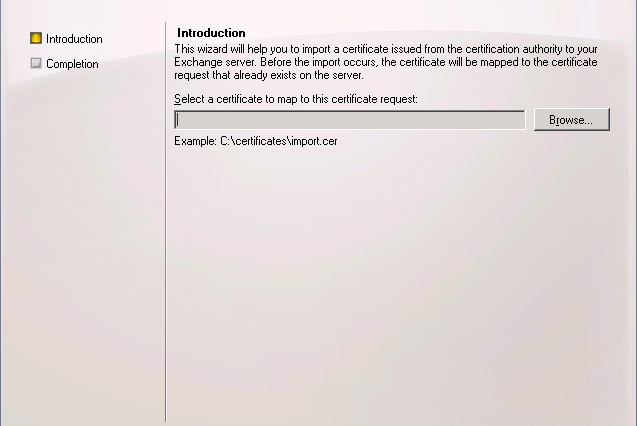 Introduction
Completion
Introduction
This wizard will help you to import a certificate issued from the certification authority to your
Exchange server. Before the import occurs, the certificate will be mapped to the certificate
request that already exists on the server.
Select a certificate to map to this certificate request:
Browse...
Example: C:\certificates\import.cer